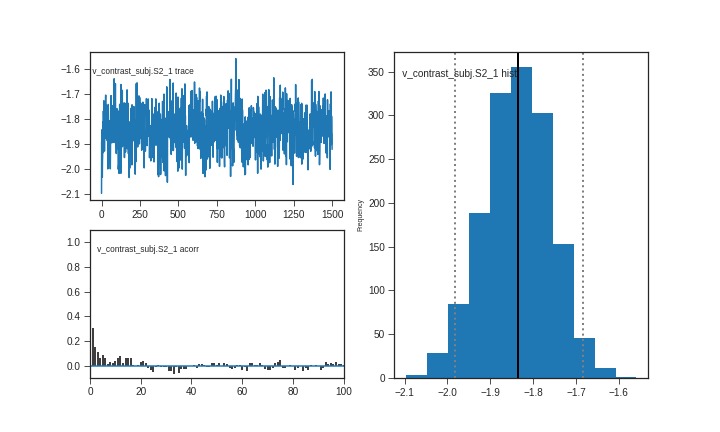 v_contrast_subj.S2_1 trace
−1.6
−1.7
−1.8
−1.9
−2.0
−2.1
0 250 500 750 1000 1250 1500
v_contrast_subj.S2_1 acorr
1.0
0.8
0.6
0.4
0.2
0.0
0 20 40 60 80 100
v_contrast_subj.S2_1 hist
Frequency
350
300
250
200
150
100
50
0
−2.1 −2.0 −1.9 −1.8 −1.7 −1.6